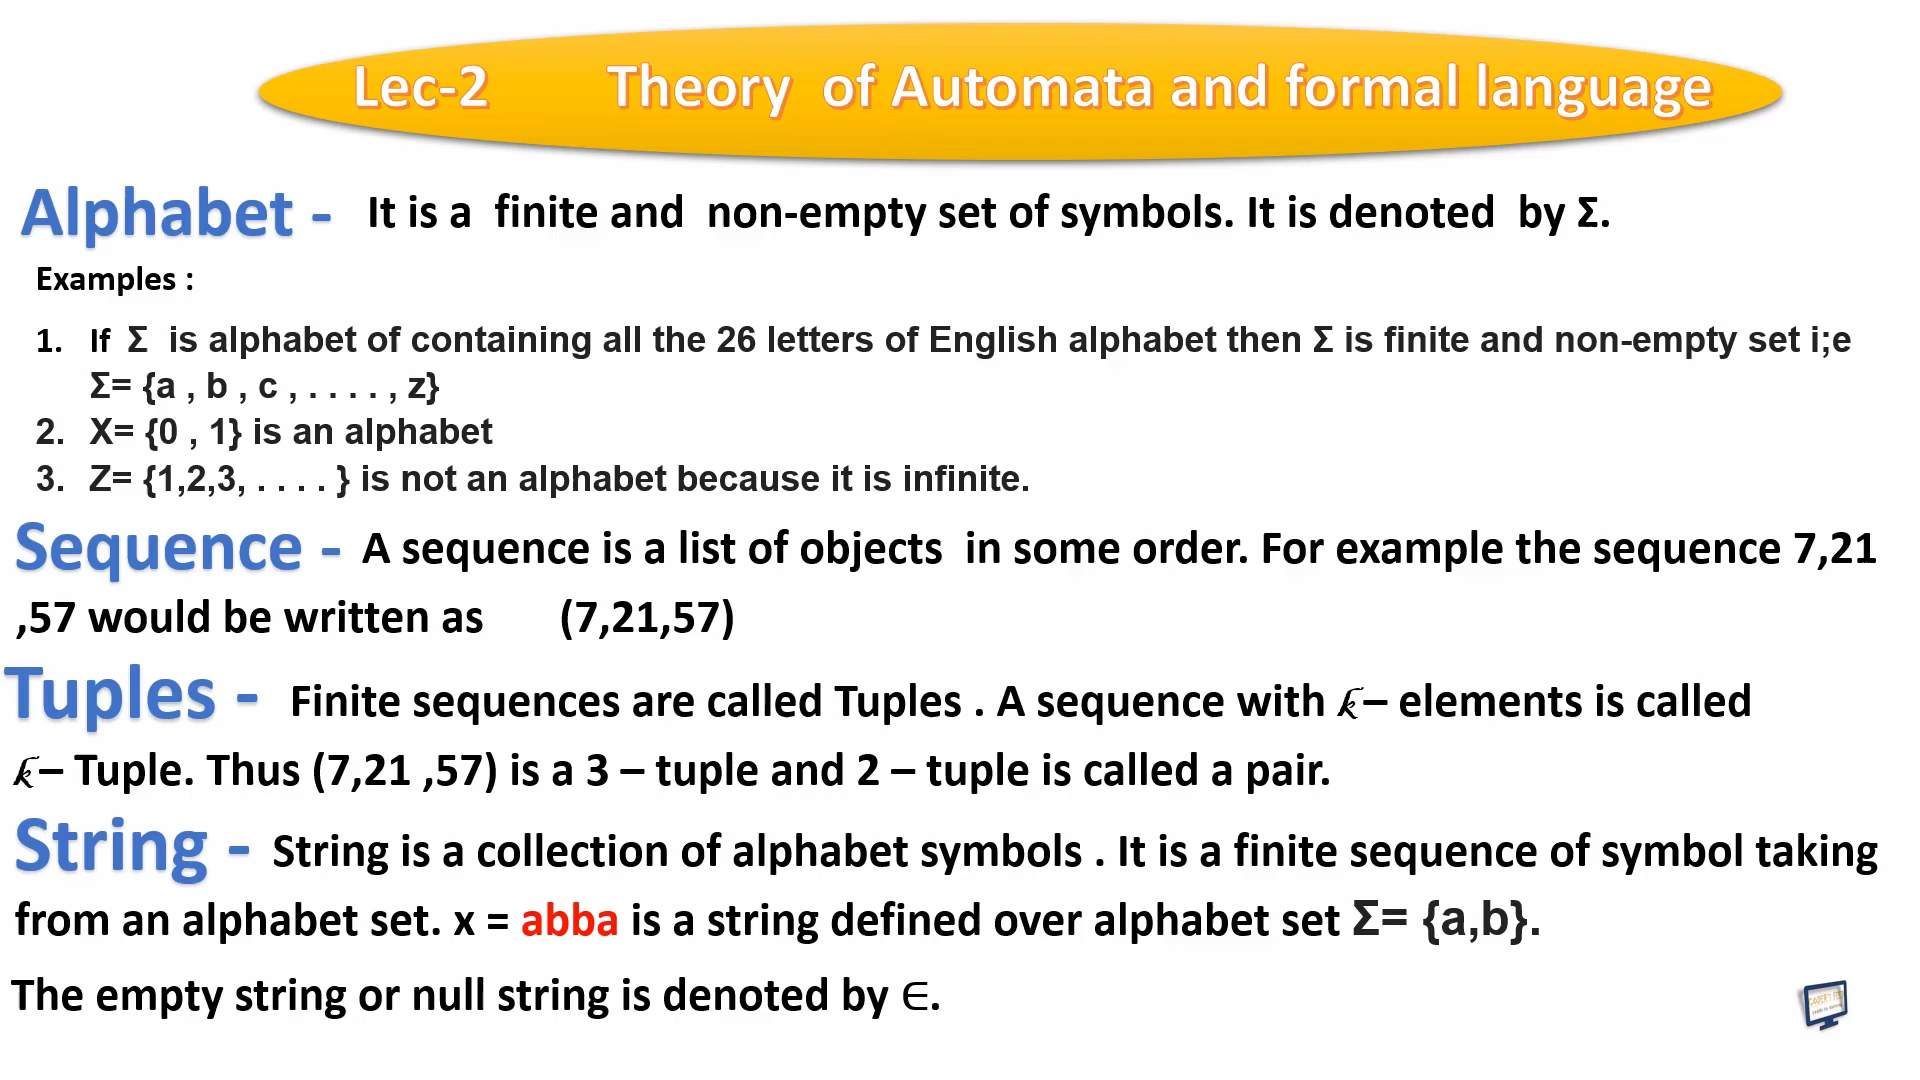 Lec-2 Theory of Automata and formal language
Alphabet - It is a finite and non-empty set of symbols. It is denoted by Σ.
Examples :
1. If Σ is alphabet of containing all the 26 letters of English alphabet then Σ is finite and non-empty set i;e
Σ= {a , b , c , . . . . , z}
2. X= {0 , 1} is an alphabet
3. Z= {1,2,3, . . . . } is not an alphabet because it is infinite.
Sequence - A sequence is a list of objects in some order. For example the sequence 7,21
,57 would be written as (7,21,57)
Tuples - Finite sequences are called Tuples . A sequence with 𝓀 – elements is called
𝓀 – Tuple. Thus (7,21 ,57) is a 3 – tuple and 2 – tuple is called a pair.
String - String is a collection of alphabet symbols . It is a finite sequence of symbol taking
from an alphabet set. x = abba is a string defined over alphabet set Σ= {a,b}.
The empty string or null string is denoted by ∈.